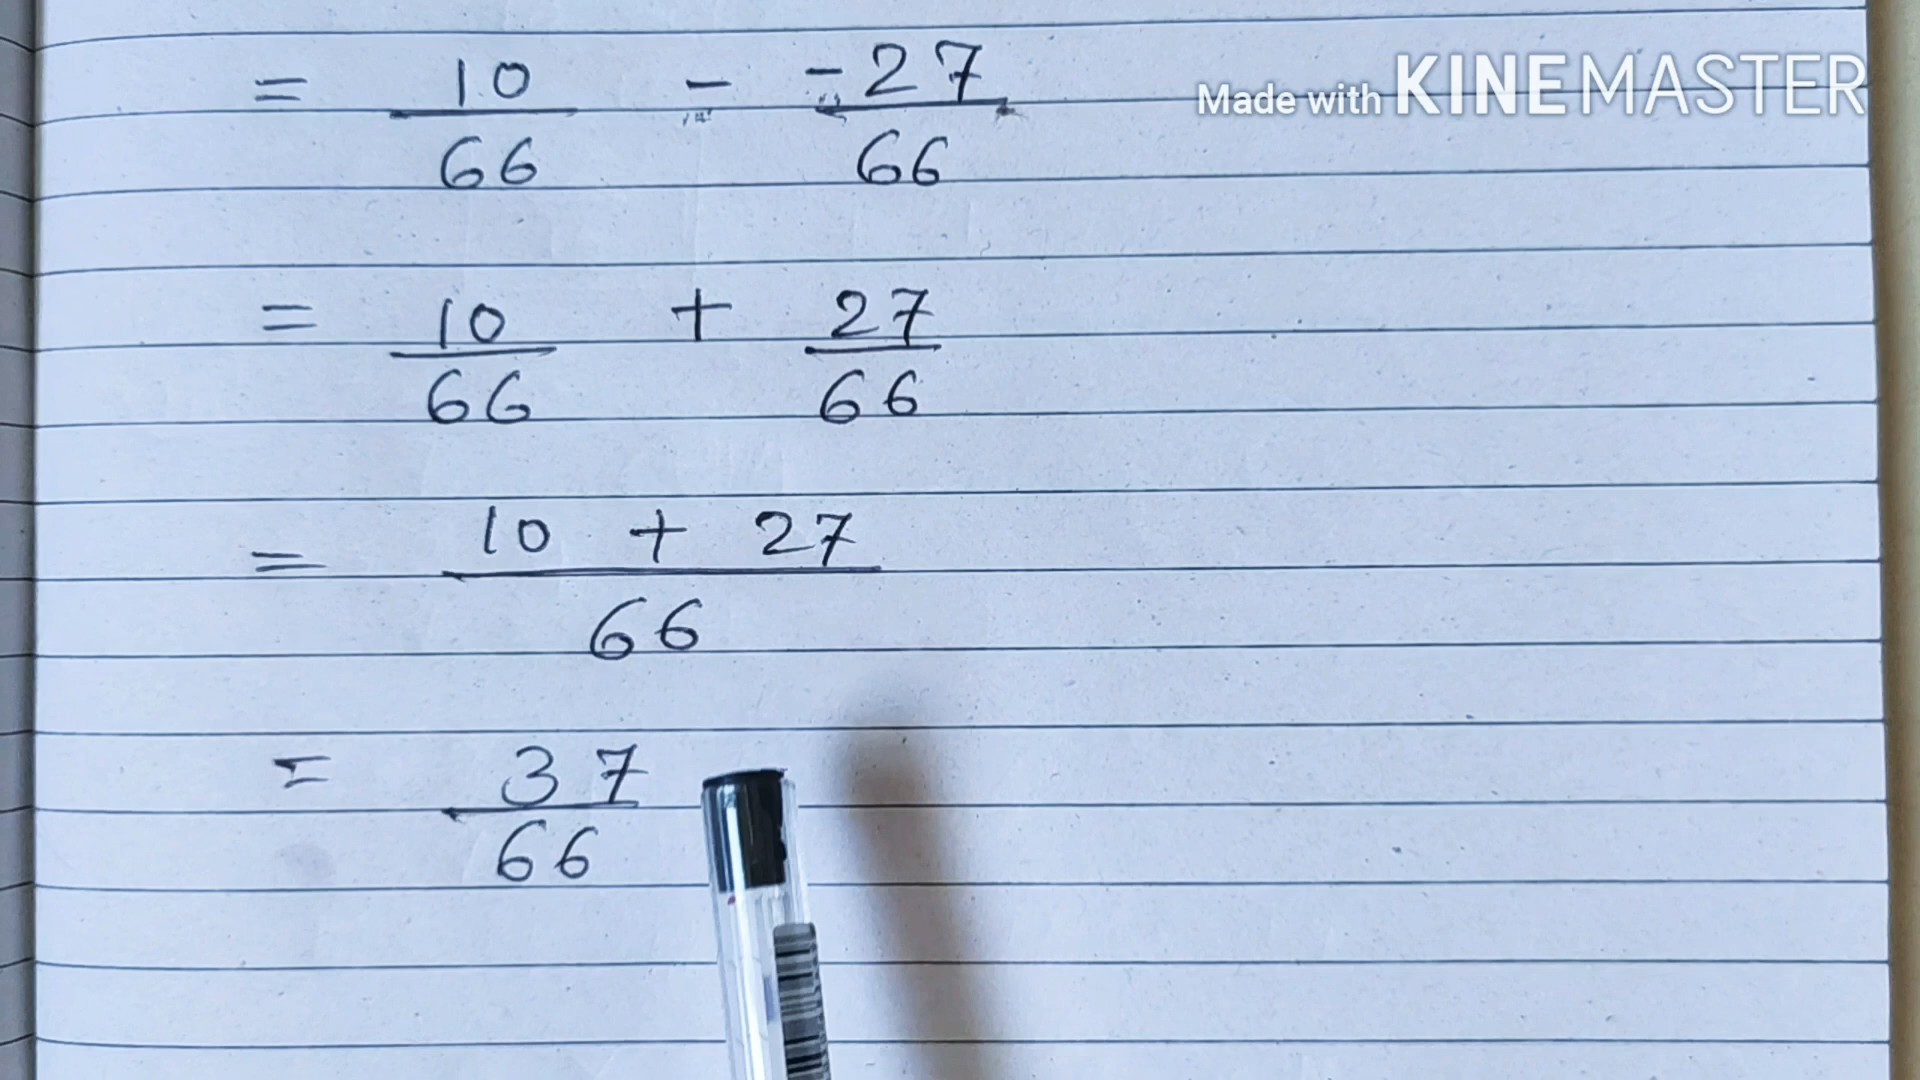 = 10/66 - -27/66
Made with KINEMASTER
= 10/66 + 27/66
= 10 + 27/66
= 37/66